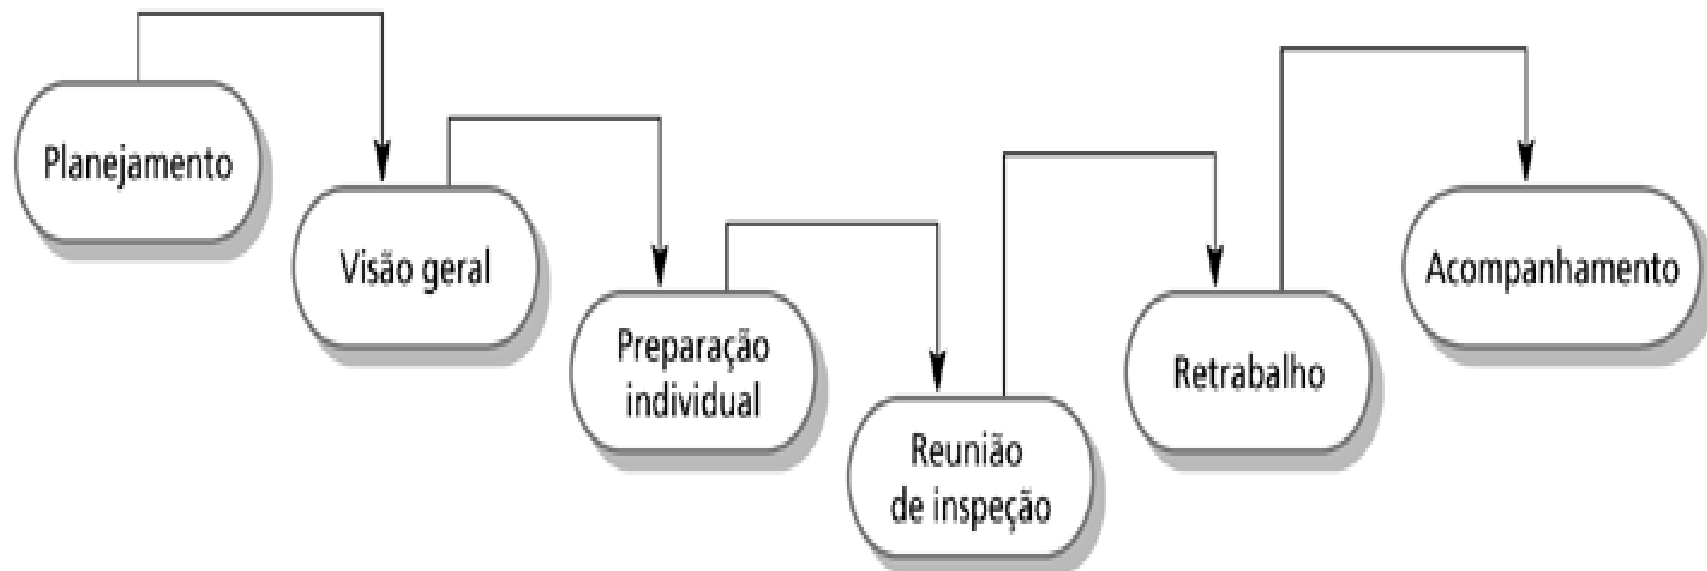 Planejamento
Visão geral
Preparação
individual
Reunião
de inspeção
Retrabalho
Acompanhamento